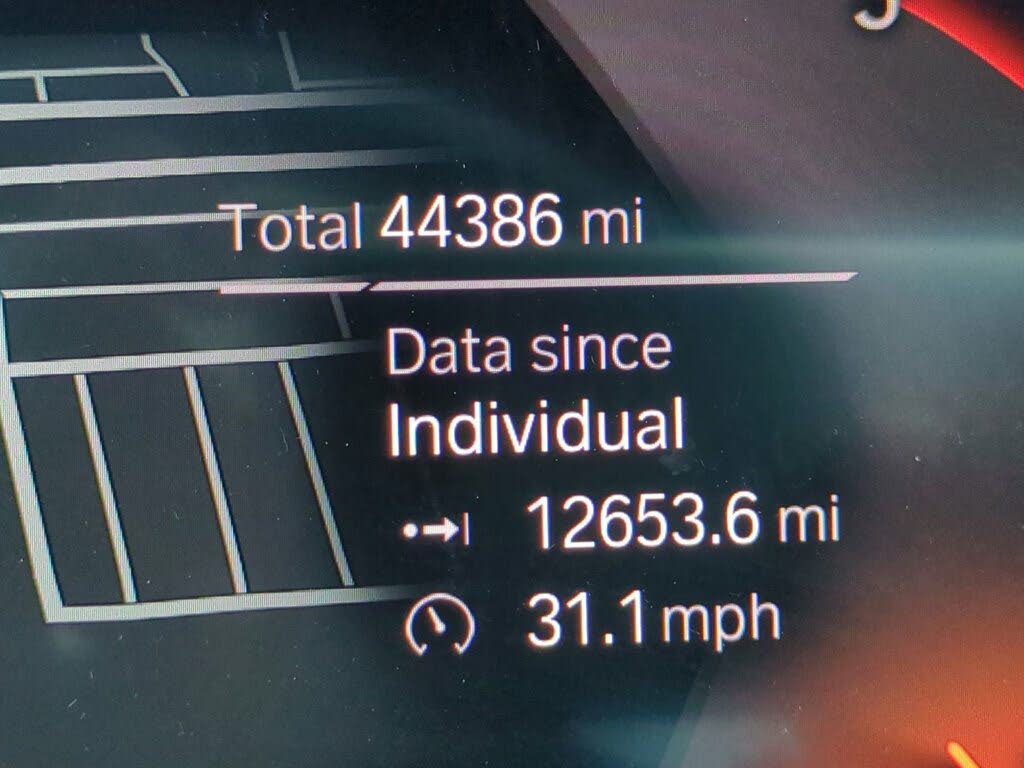 Total 44386 mi
Data since
Individual
12653.6 mi
31.1 mph